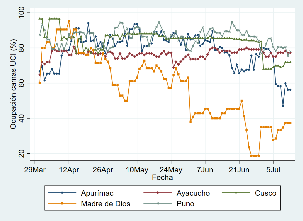 Ocupación camas UCI (%)
100
80
60
40
20
29Mar 12Apr 26Apr 10May 24May 7Jun 21Jun 5Jul
Fecha
Apurímac Ayacucho Cusco
Madre de Dios Puno